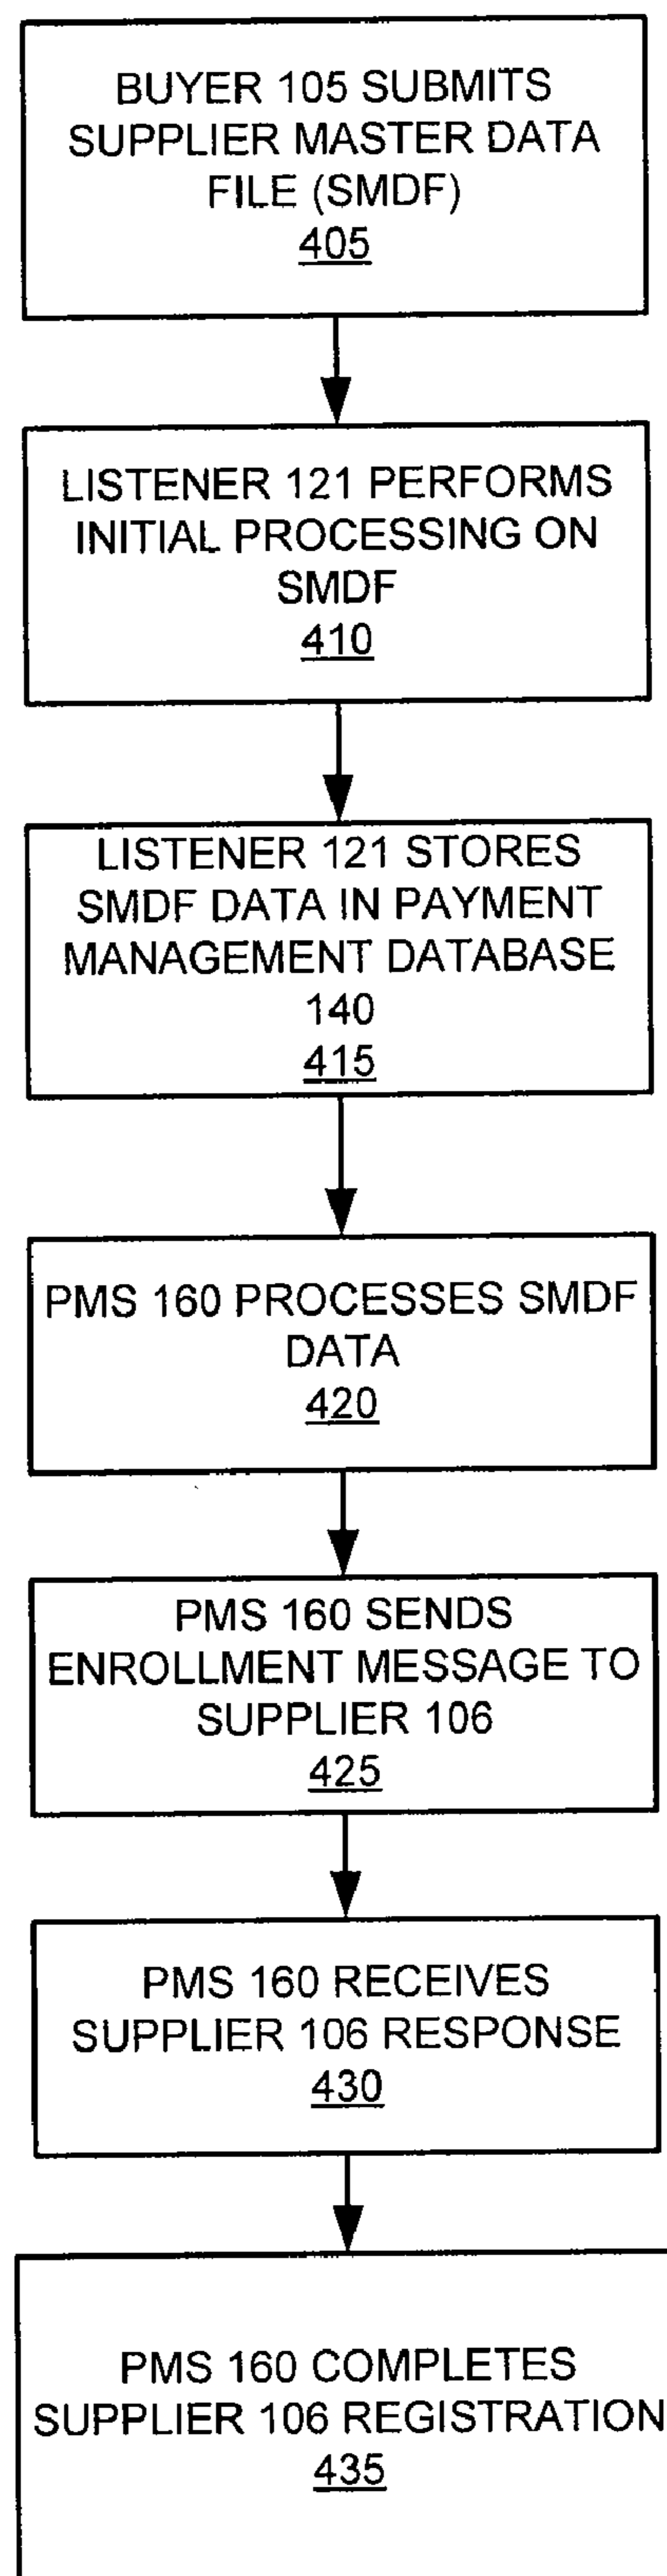 BUYER 105 SUBMITS
SUPPLIER MASTER DATA
FILE (SMDF)
405
LISTENER 121 PERFORMS
INITIAL PROCESSING ON
SMDF
410
LISTENER 121 STORES
SMDF DATA IN PAYMENT
MANAGEMENT DATABASE
140
415
PMS 160 PROCESSES SMDF
DATA
420
PMS 160 SENDS
ENROLLMENT MESSAGE TO
SUPPLIER 106
425
PMS 160 RECEIVES
SUPPLIER 106 RESPONSE
430
PMS 160 COMPLETES
SUPPLIER 106 REGISTRATION
435